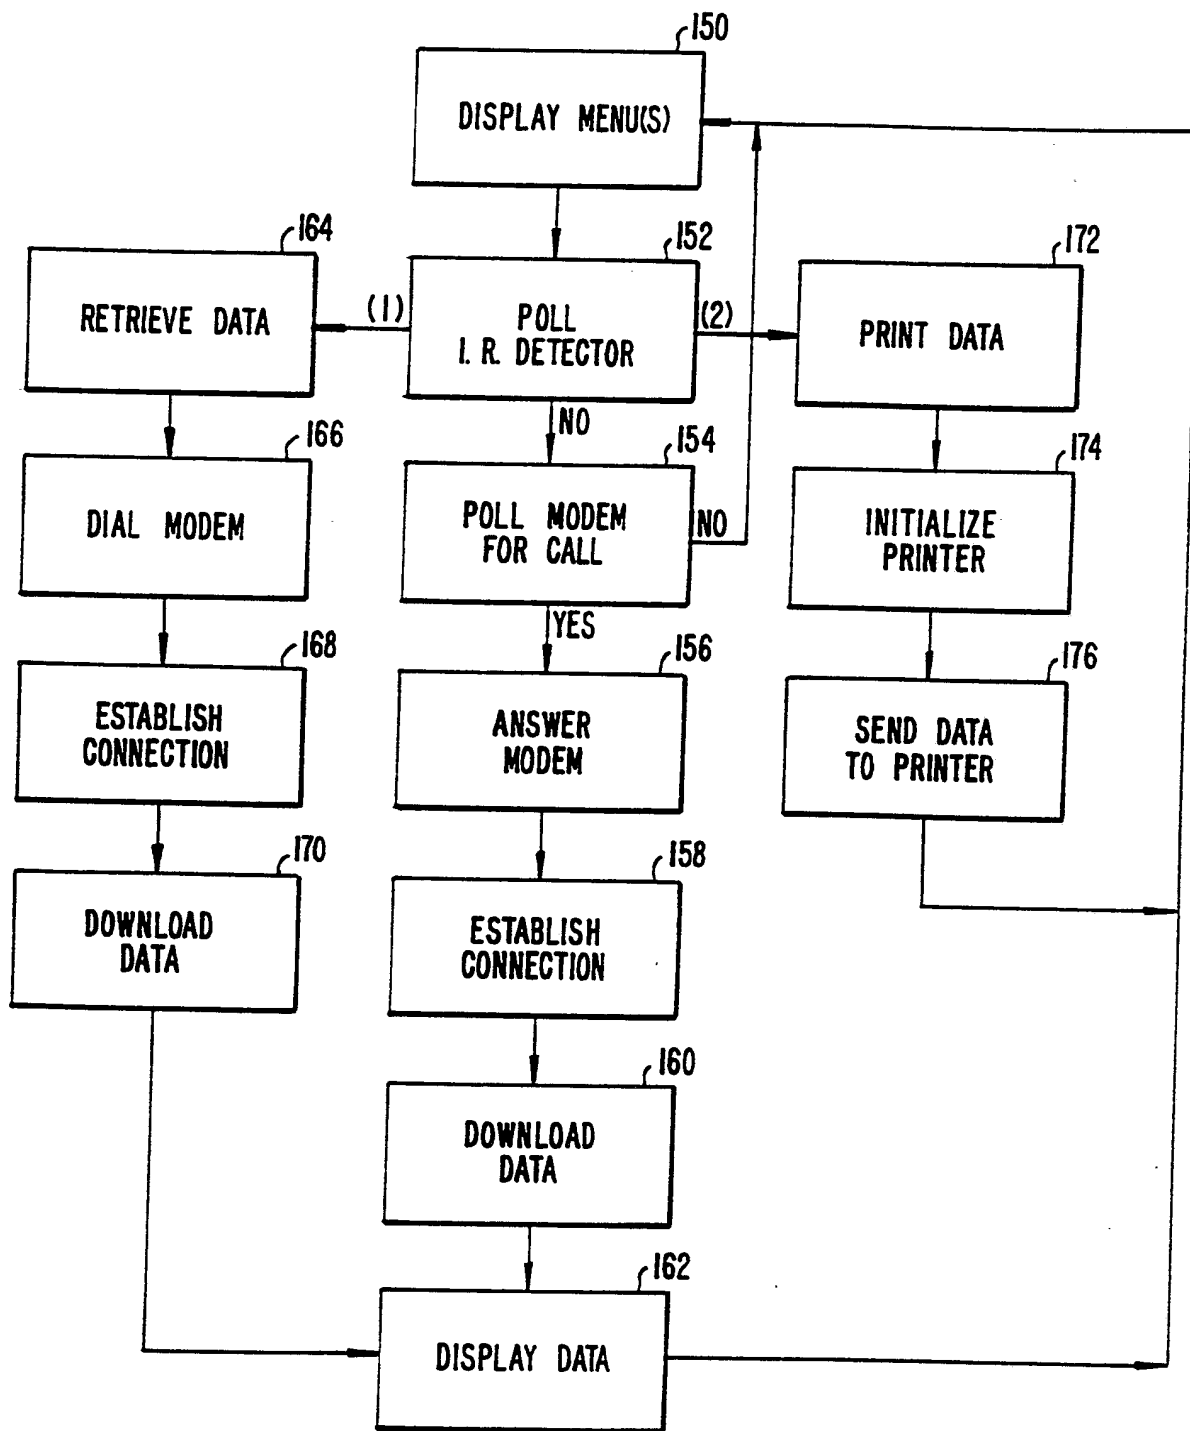 150
DISPLAY MENU(S)
164
RETRIEVE DATA
(1)
152
POLL
I. R. DETECTOR
(2)
172
PRINT DATA
NO
166
DIAL MODEM
154
POLL MODEM
FOR CALL
NO
174
INITIALIZE
PRINTER
YES
168
ESTABLISH
CONNECTION
156
ANSWER
MODEM
176
SEND DATA
TO PRINTER
170
DOWNLOAD
DATA
158
ESTABLISH
CONNECTION
160
DOWNLOAD
DATA
162
DISPLAY DATA